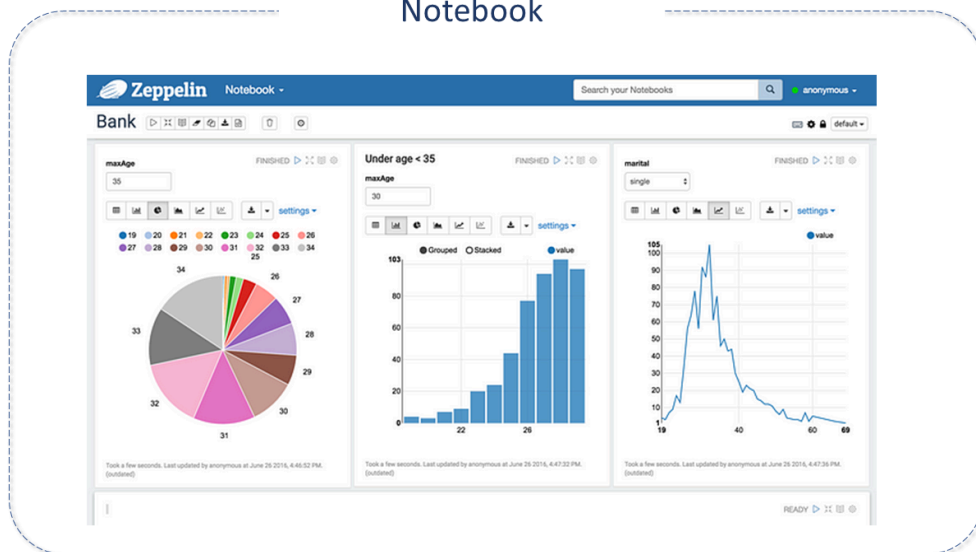 Notebook
Zeppelin Notebook
Search your Notebooks
anonymous
Bank
default
maxAge
FINISHED
35
settings
19 20 21 22 23 24 25 26
27 28 29 30 31 32 33 34
25
26
27
28
29
30
31
32
33
34
Took a few seconds. Last updated by anonymous at June 26 2016, 4:46:52 PM.
(outdated)
Under age < 35
FINISHED
maxAge
30
settings
Grouped Stacked value
103
80
60
40
20
0
22 26
Took a few seconds. Last updated by anonymous at June 26 2016, 4:47:32 PM.
(outdated)
marital
FINISHED
single
settings
value
105
100
90
80
70
60
50
40
30
20
10
1
19 40 60 69
Took a few seconds. Last updated by anonymous at June 26 2016, 4:47:36 PM.
(outdated)
READY